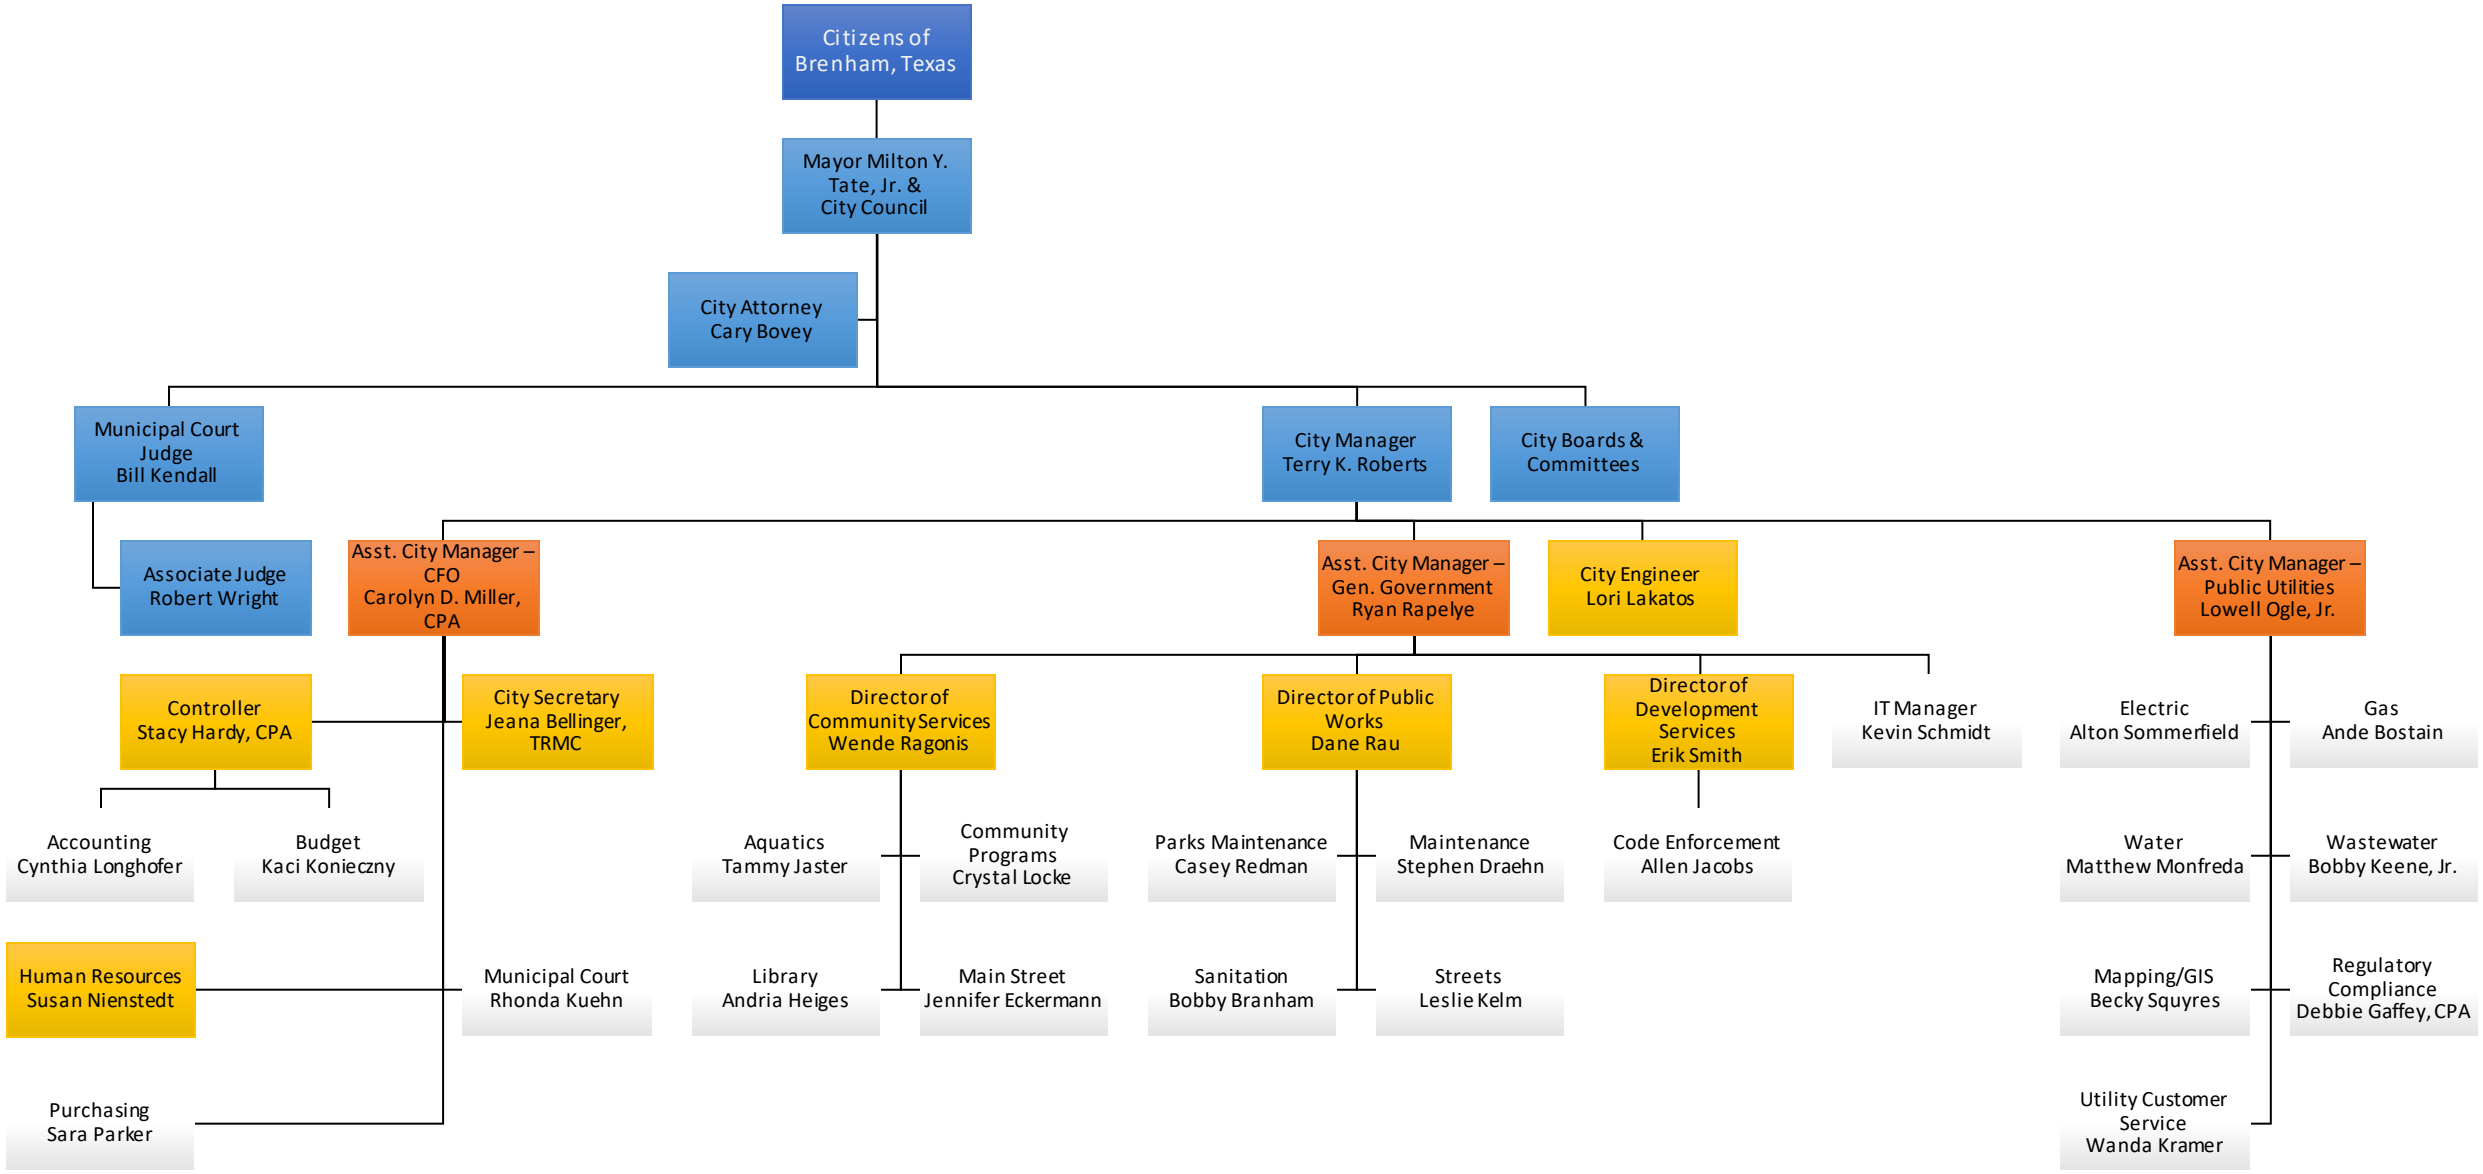 Citizens of
Brenham, Texas
Mayor Milton Y.
Tate, Jr. &
City Council
City Attorney
Cary Bovey
Municipal Court
Judge
Bill Kendall
City Manager
Terry K. Roberts
City Boards &
Committees
Associate Judge
Robert Wright
Asst. City Manager –
CFO
Carolyn D. Miller,
CPA
Asst. City Manager –
Gen. Government
Ryan Rapelye
City Engineer
Lori Lakatos
Asst. City Manager –
Public Utilities
Lowell Ogle, Jr.
Controller
Stacy Hardy, CPA
City Secretary
Jeana Bellinger,
TRMC
Director of
Community Services
Wende Ragonis
Director of Public
Works
Dane Rau
Director of
Development
Services
Erik Smith
IT Manager
Kevin Schmidt
Electric
Alton Sommerfield
Gas
Ande Bostain
Accounting
Cynthia Longhofer
Budget
Kaci Konieczny
Aquatics
Tammy Jaster
Community
Programs
Crystal Locke
Parks Maintenance
Casey Redman
Maintenance
Stephen Draehn
Code Enforcement
Allen Jacobs
Water
Matthew Monfreda
Wastewater
Bobby Keene, Jr.
Human Resources
Susan Nienstedt
Municipal Court
Rhonda Kuehn
Library
Andria Heiges
Main Street
Jennifer Eckermann
Sanitation
Bobby Branham
Streets
Leslie Kelm
Mapping/GIS
Becky Squyres
Regulatory
Compliance
Debbie Gaffey, CPA
Purchasing
Sara Parker
Utility Customer
Service
Wanda Kramer